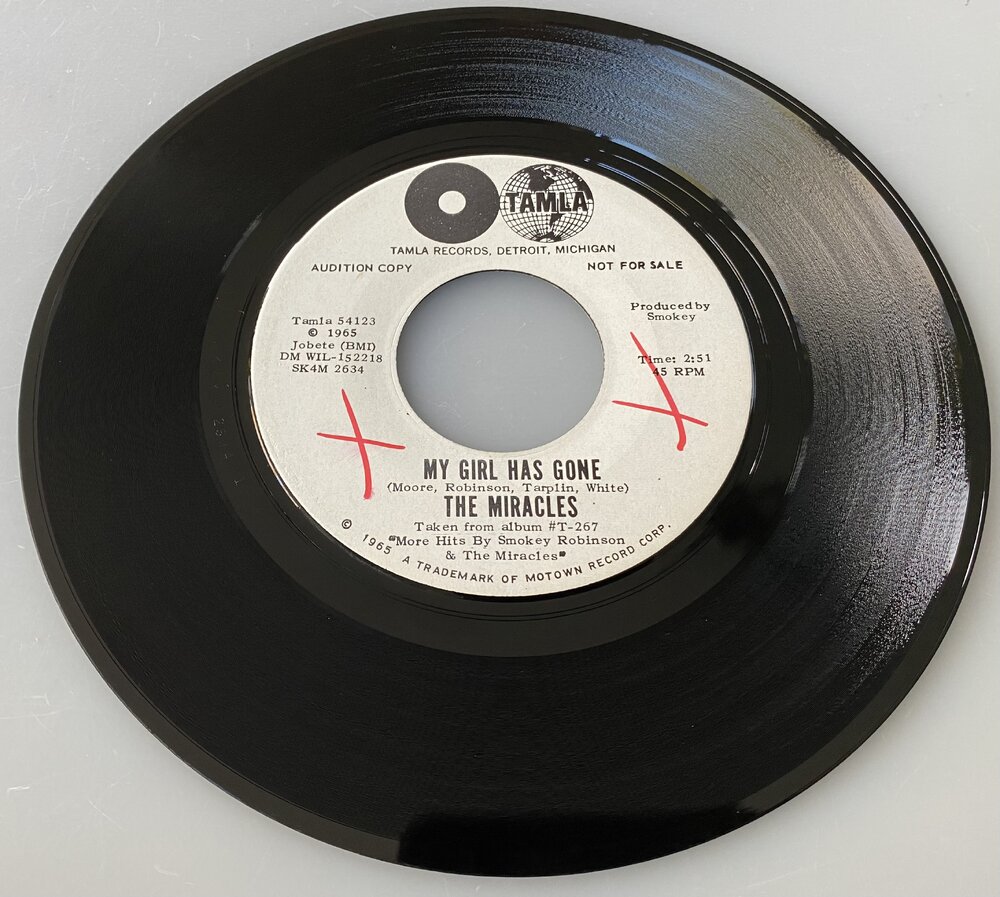 TAMLA
TAMLA RECORDS, DETROIT, MICHIGAN
AUDITION COPY
NOT FOR SALE
Tamla 54123
© 1965
Jobete (BMI)
DM WIL-152218
SK4M 2634
Produced by
Smokey
Time: 2:51
45 RPM
MY GIRL HAS GONE
(Moore, Robinson, Tarplin, White)
THE MIRACLES
Taken from album #T-267
"More Hits By Smokey Robinson
& The Miracles"
© 1965 A TRADEMARK OF MOTOWN RECORD CORP.